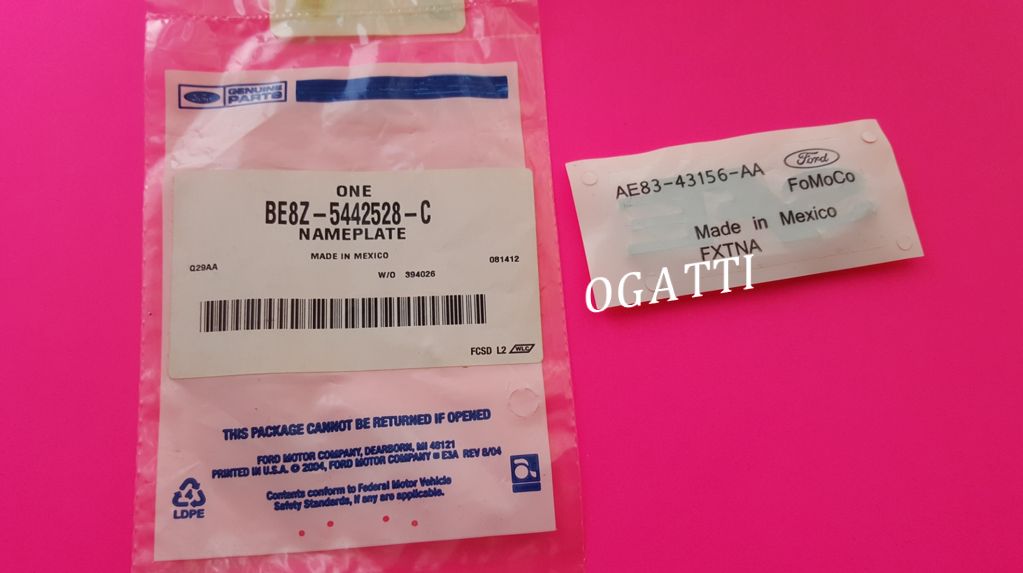 Ford
GENUINE
PARTS
ONE
BE8Z-5442528-C
NAMEPLATE
MADE IN MEXICO
Q29AA
081412
W/O 394026
FCSD L2 WLC
THIS PACKAGE CANNOT BE RETURNED IF OPENED
FORD MOTOR COMPANY, DEARBORN, MI 48121
PRINTED IN U.S.A. © 2004, FORD MOTOR COMPANY = E3A REV 8/04
Contents conform to Federal Motor Vehicle
Safety Standards, if any are applicable.
4
LDPE
Ford
AE83-43156-AA
FoMoCo
Made in Mexico
FXTNA
OGATTI